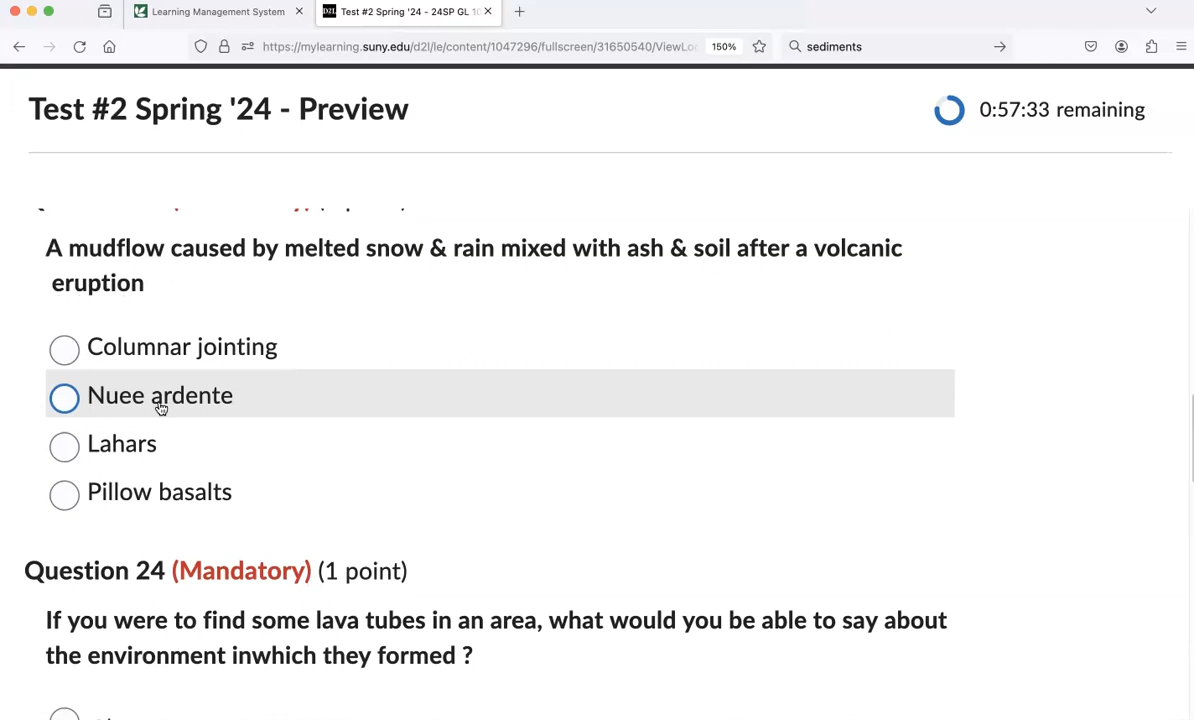 Learning Management System
Test #2 Spring '24 - 24SP GL 10
https://mylearning.suny.edu/d2l/le/content/1047296/fullscreen/31650540/ViewLo
150%
sediments
Test #2 Spring '24 - Preview
0:57:33 remaining
A mudflow caused by melted snow & rain mixed with ash & soil after a volcanic
eruption
Columnar jointing
Nuee ardente
Lahars
Pillow basalts
Question 24 (Mandatory) (1 point)
If you were to find some lava tubes in an area, what would you be able to say about
the environment inwhich they formed ?